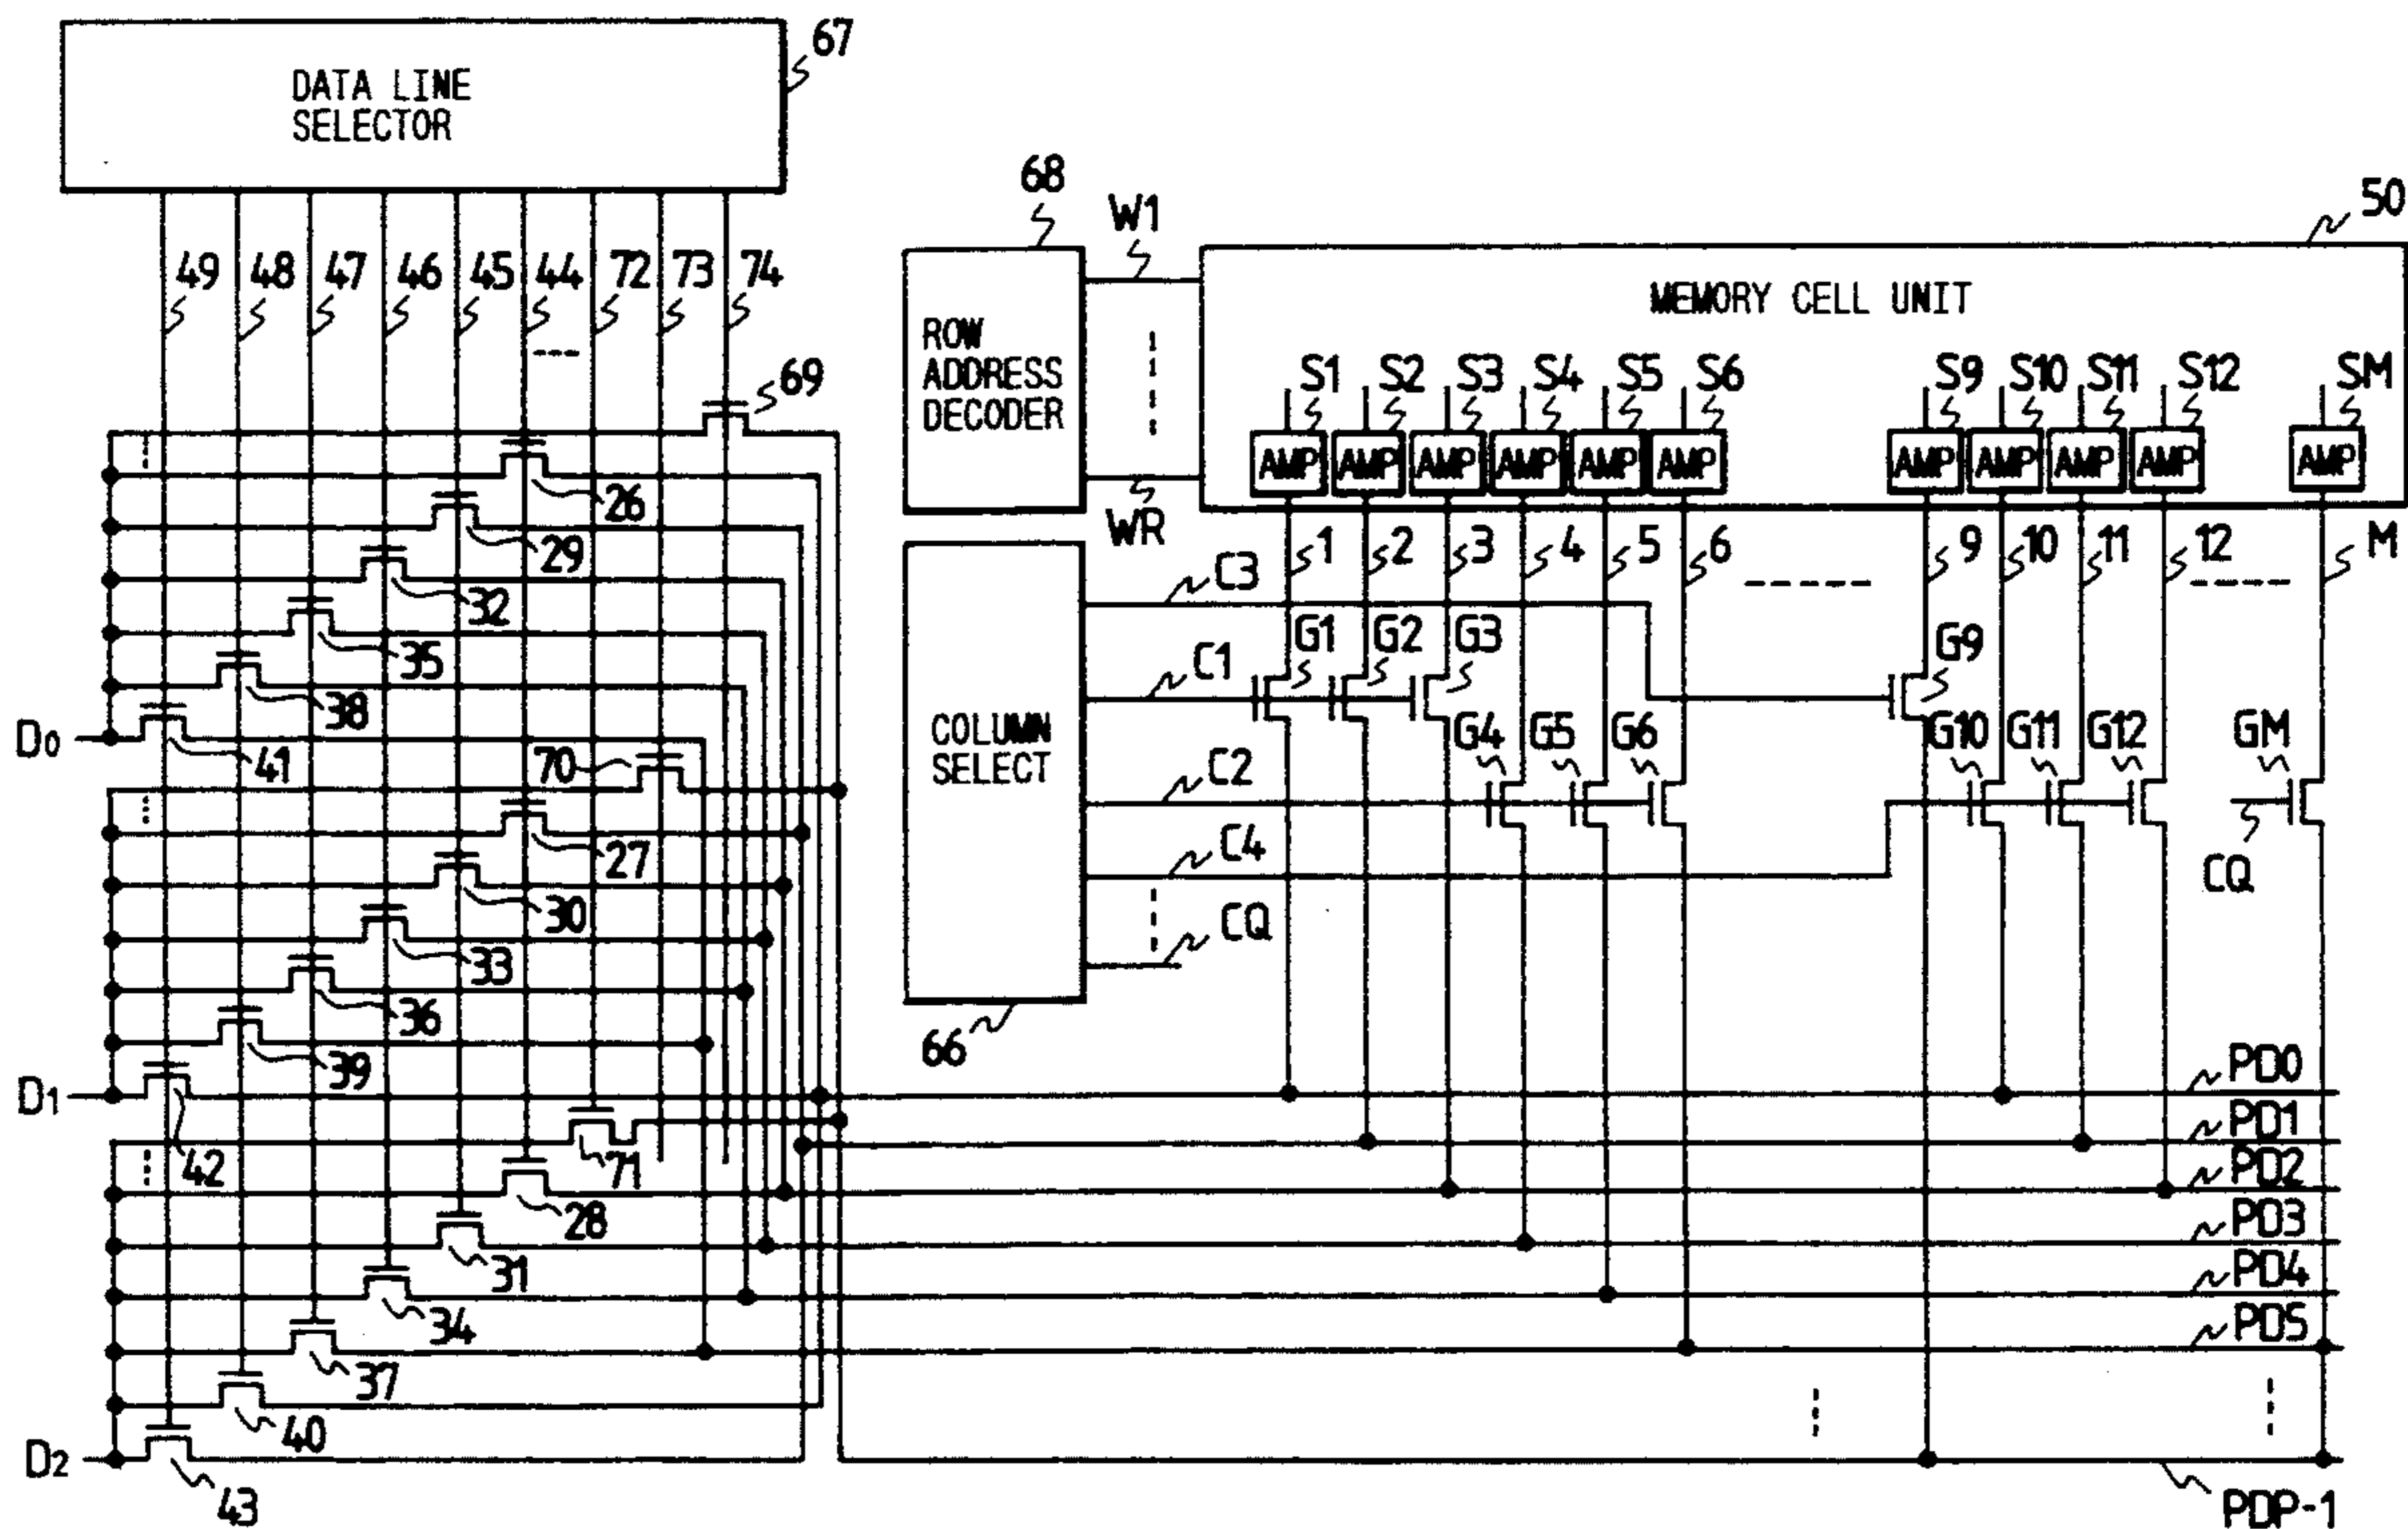 67
DATA LINE
SELECTOR
68
W1
50
49 48 47 46 45 44 72 73 74
MEMORY CELL UNIT
ROW
ADDRESS
DECODER
69
S1 S2 S3 S4 S5 S6 S9 S10 S11 S12 SM
AMP AMP AMP AMP AMP AMP AMP AMP AMP AMP AMP
26
WR
29
1 2 3 4 5 6 9 10 11 12 M
C3
32
G1 G2 G3
35
C1
G9
38
COLUMN
SELECT
D0
41
70
G4 G5 G6
G10 G11 G12
GM
C2
27
C4
CQ
30
CQ
33
36
66
39
PD0
D1
42
71
PD1
PD2
28
PD3
31
PD4
34
PD5
37
40
D2
43
PDP-1